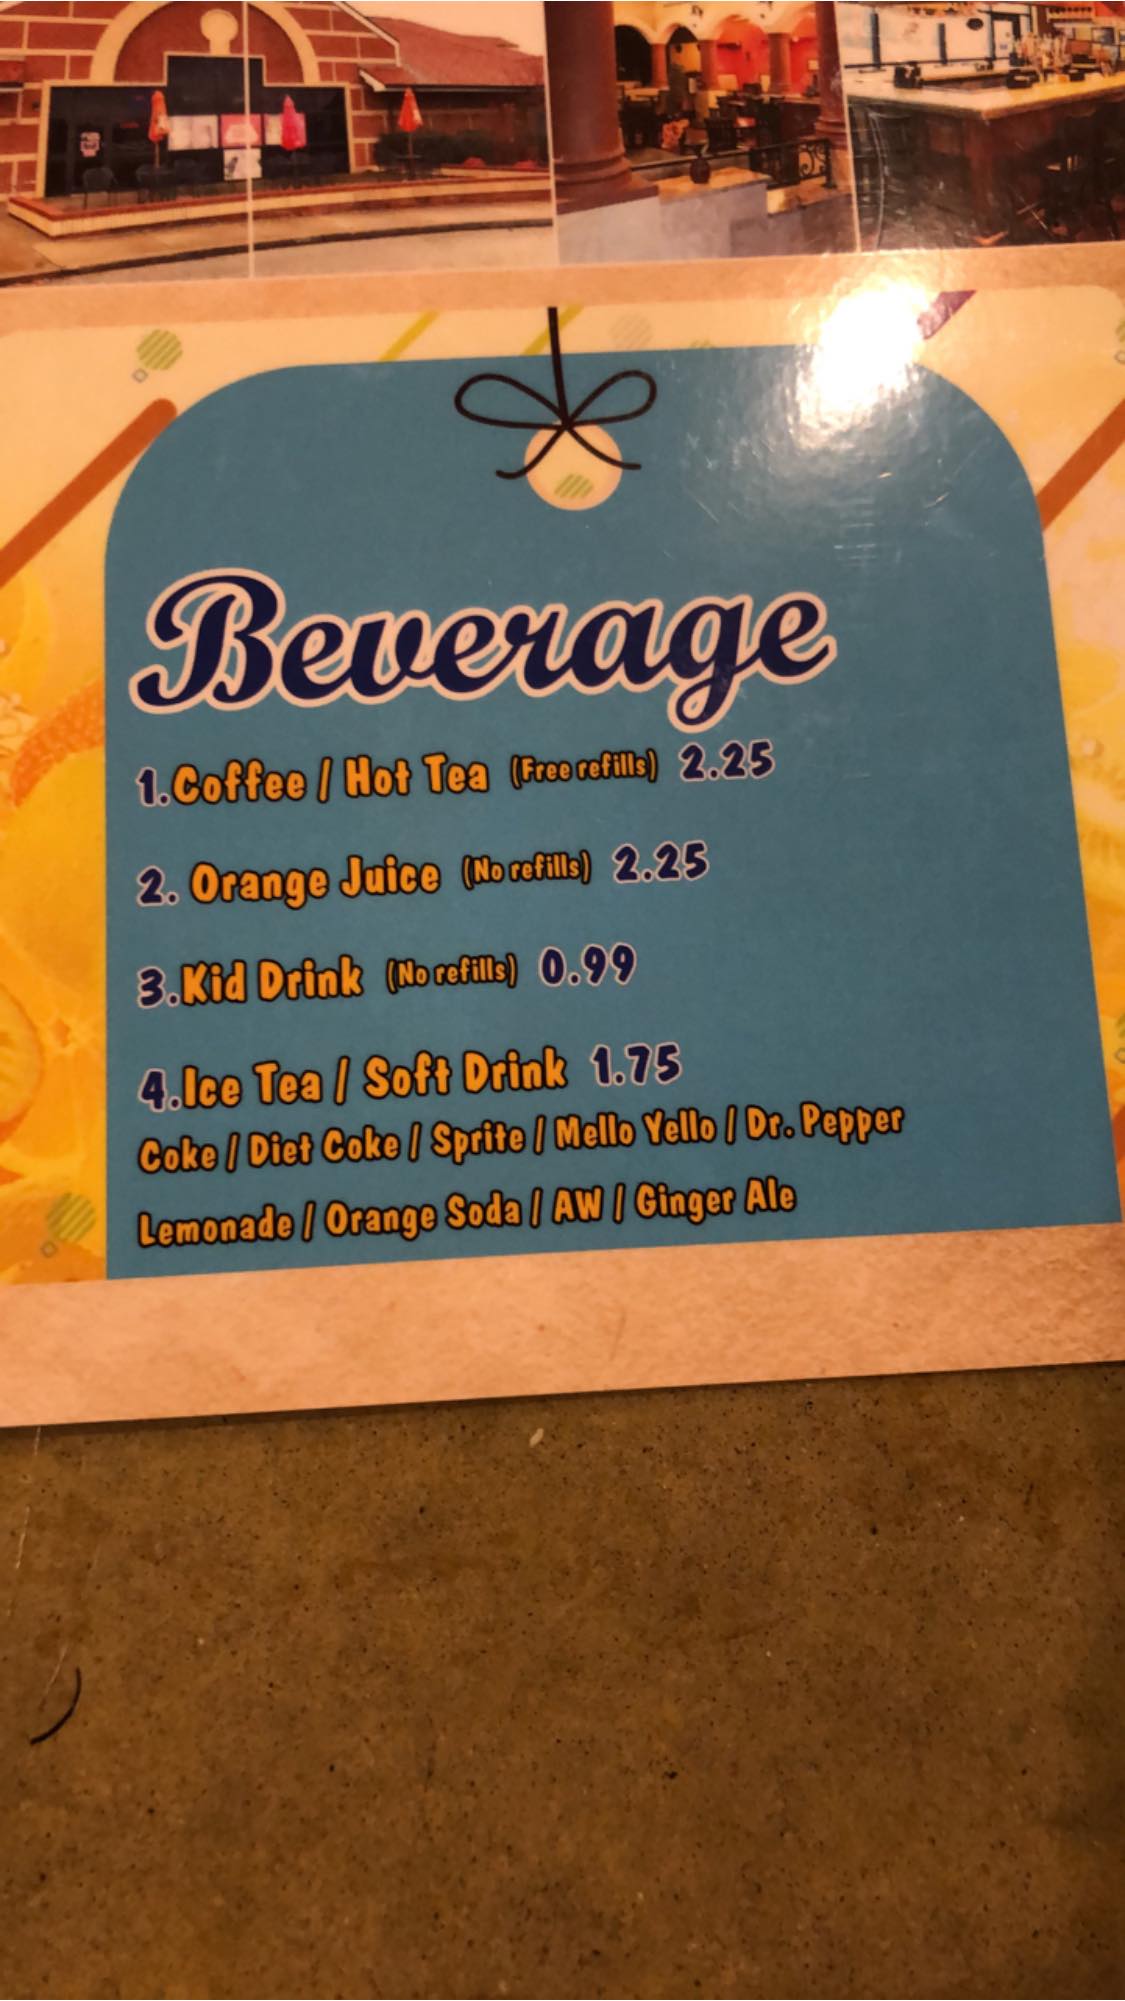 Beverage
1.Coffee / Hot Tea (Free refills) 2.25
2. Orange Juice (No refills) 2.25
3.Kid Drink (No refills) 0.99
4.Ice Tea / Soft Drink 1.75
Coke / Diet Coke / Sprite / Mello Yello / Dr. Pepper
Lemonade / Orange Soda / AW / Ginger Ale